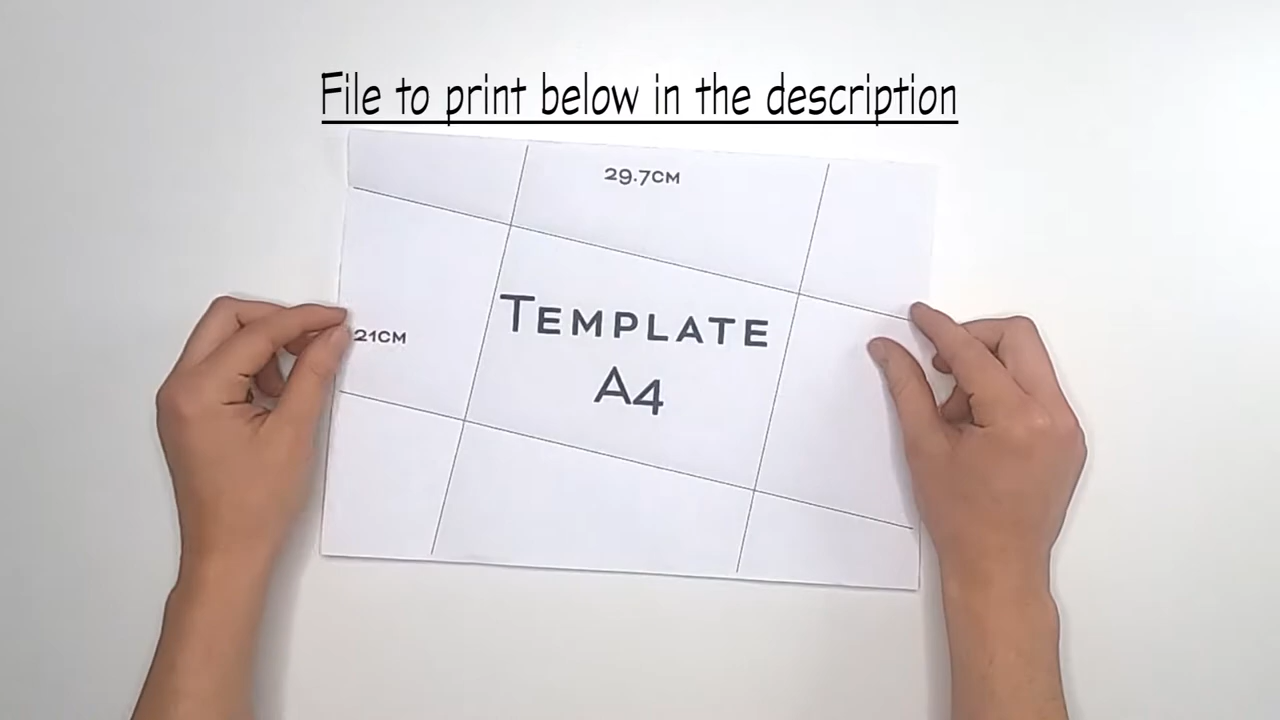 File to print below in the description
29.7CM
TEMPLATE
21CM
A4